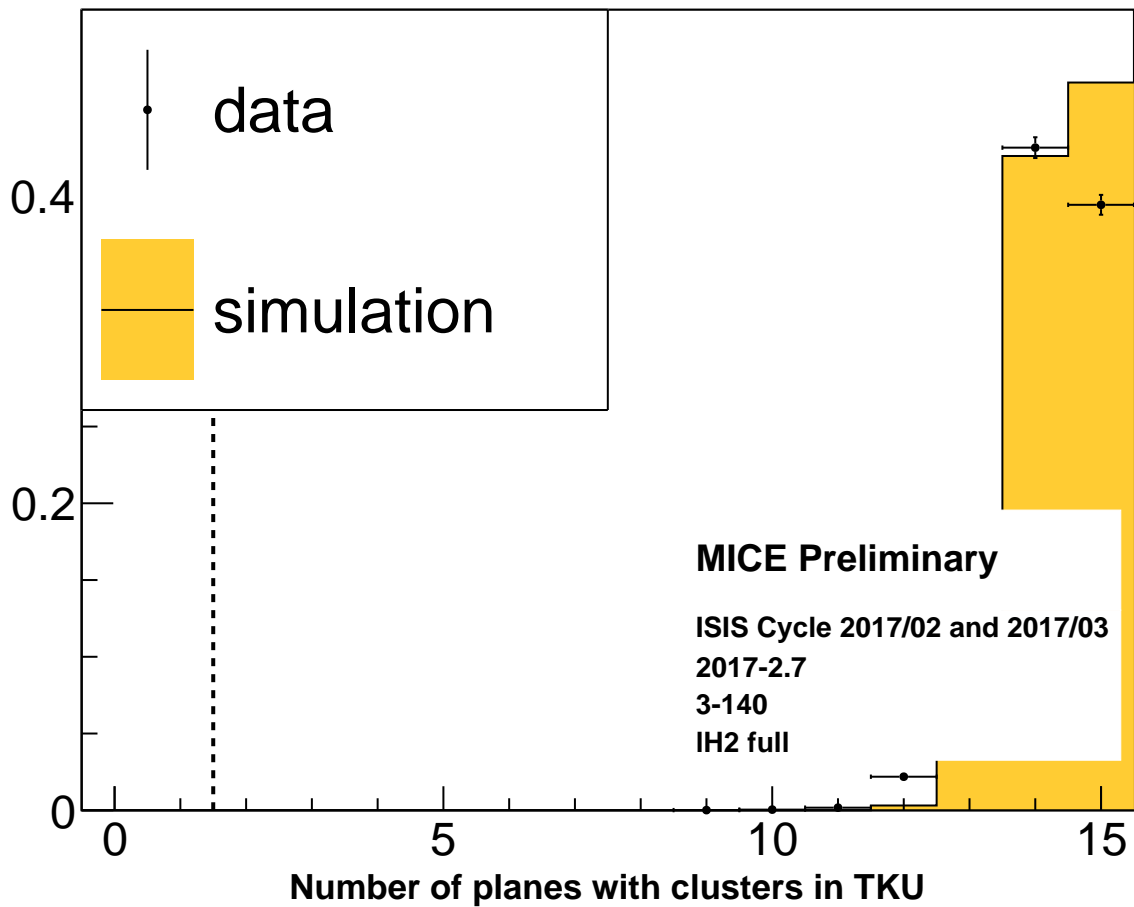 data
simulation
0.4
0.2
0
MICE Preliminary
ISIS Cycle 2017/02 and 2017/03
2017-2.7
3-140
lH2 full
0 5 10 15
Number of planes with clusters in TKU